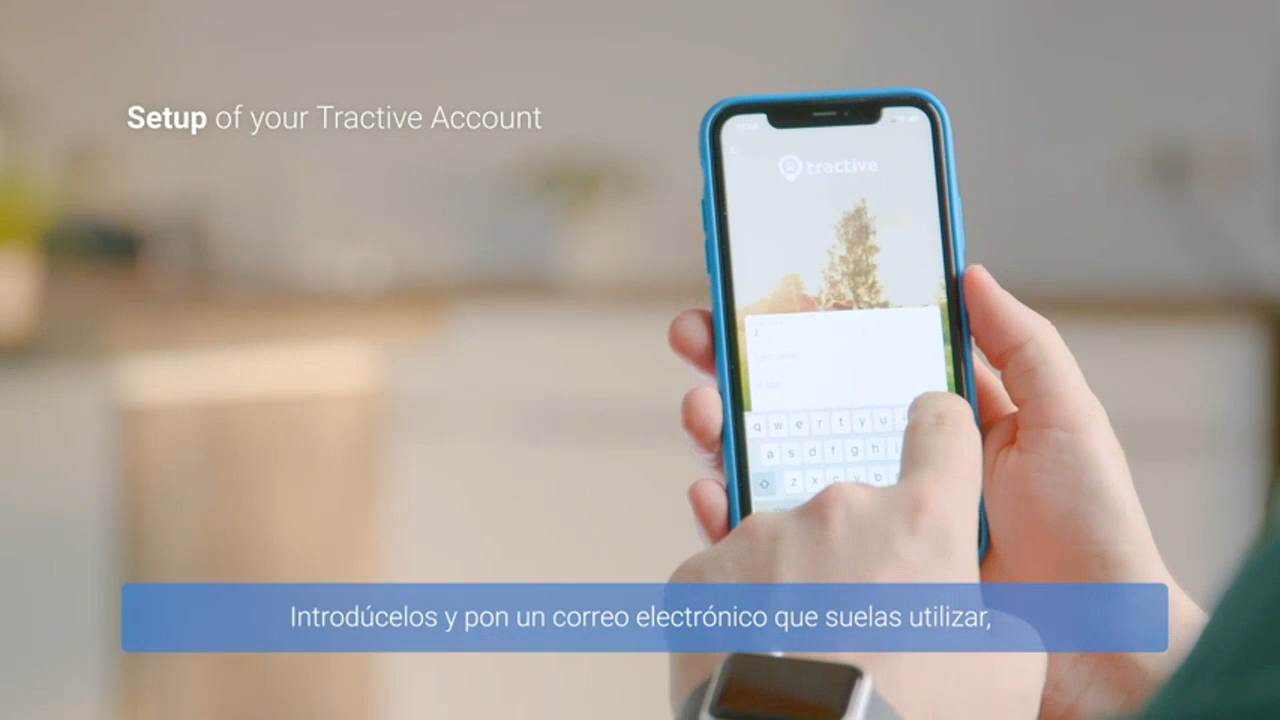 Setup of your Tractive Account
tractive
q w e r t y u
a s d f g h
z x c v b
Introdúcelos y pon un correo electrónico que suelas utilizar,